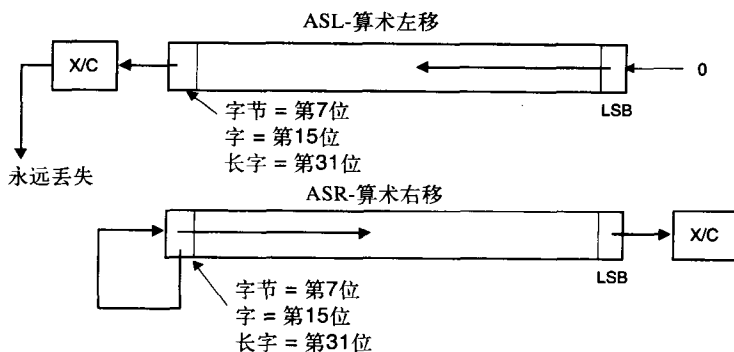 ASL-算术左移
X/C
0
字节 = 第7位
字 = 第15位
长字 = 第31位
LSB
永远丢失
ASR-算术右移
X/C
字节 = 第7位
字 = 第15位
长字 = 第31位
LSB